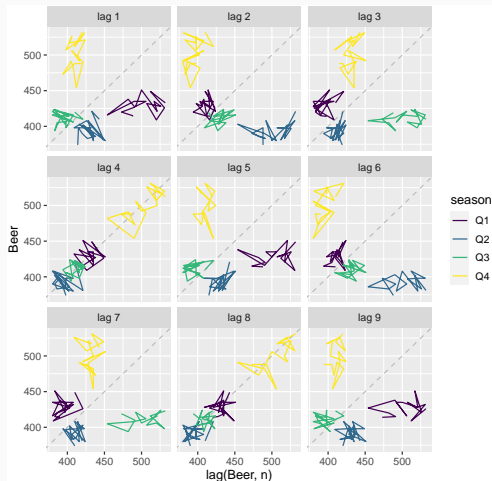 lag 1 lag 2 lag 3
500
450
400
lag 4 lag 5 lag 6
500
450
400
lag 7 lag 8 lag 9
500
450
400
400 450 500 400 450 500 400 450 500
lag(Beer, n)
Beer
season
Q1
Q2
Q3
Q4